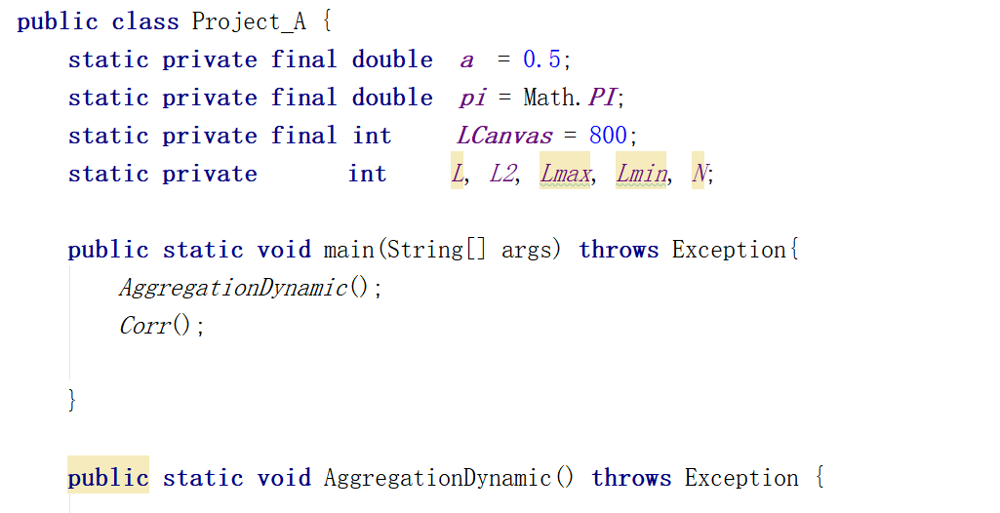 public class Project_A {
static private final double a = 0.5;
static private final double pi = Math.PI;
static private final int LCanvas = 800;
static private int L, L2, Lmax, Lmin, N;
public static void main(String[] args) throws Exception{
AggregationDynamic();
Corr();
}
public static void AggregationDynamic() throws Exception {